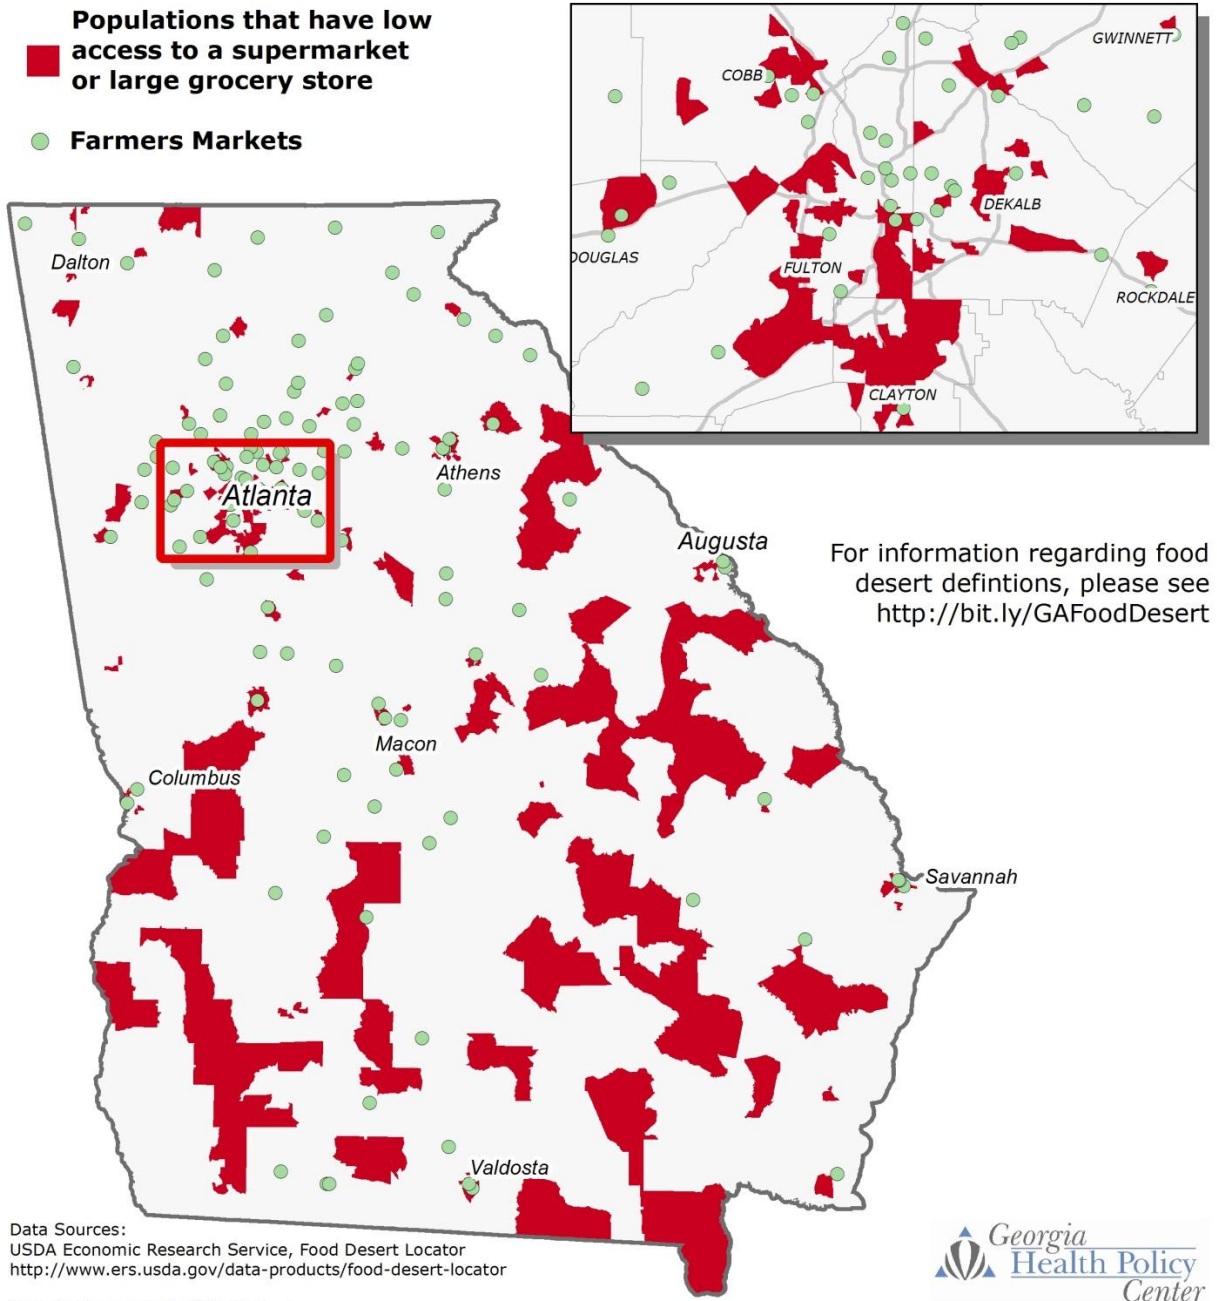 Populations that have low
access to a supermarket
or large grocery store
Farmers Markets
COBB
GWINNETT
DEKALB
DOUGLAS
FULTON
ROCKDALE
CLAYTON
Dalton
Athens
Atlanta
Augusta
For information regarding food
desert defintions, please see
http://bit.ly/GAFoodDesert
Macon
Columbus
Savannah
Valdosta
Data Sources:
USDA Economic Research Service, Food Desert Locator
http://www.ers.usda.gov/data-products/food-desert-locator
Georgia
Health Policy
Center